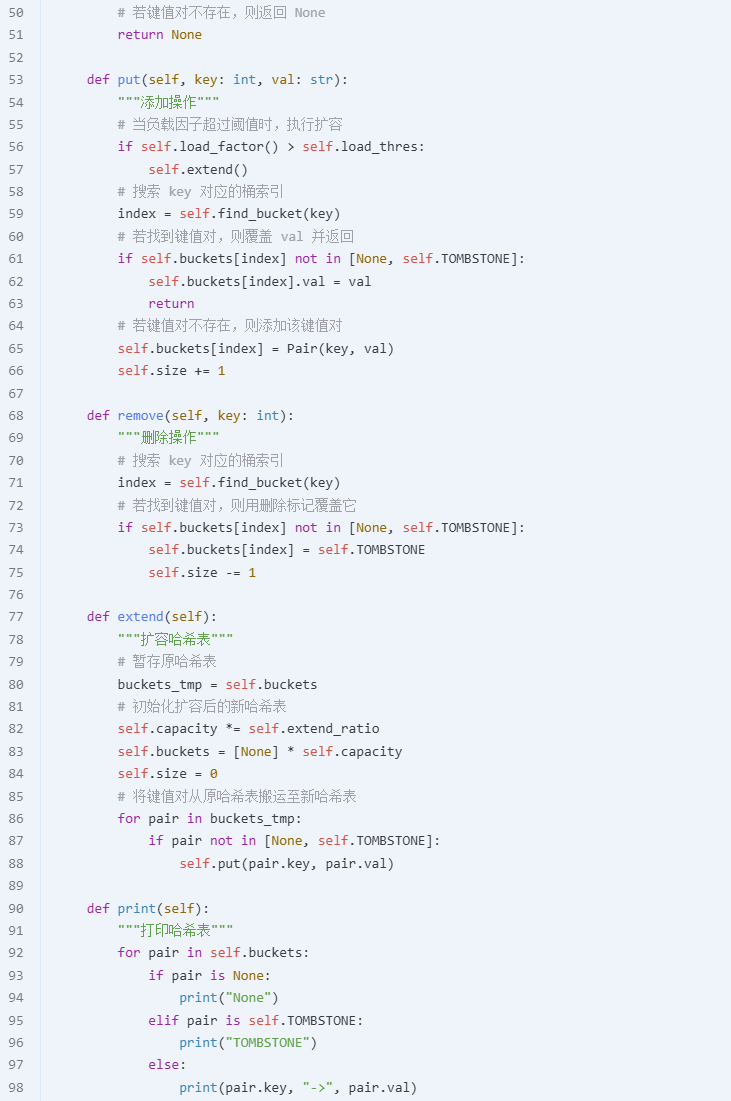 50            # 若键值对不存在，则返回 None
51            return None
52
53        def put(self, key: int, val: str):
54            """添加操作"""
55            # 当负载因子超过阈值时，执行扩容
56            if self.load_factor() > self.load_thres:
57                self.extend()
58            # 搜索 key 对应的桶索引
59            index = self.find_bucket(key)
60            # 若找到键值对，则覆盖 val 并返回
61            if self.buckets[index] not in [None, self.TOMBSTONE]:
62                self.buckets[index].val = val
63                return
64            # 若键值对不存在，则添加该键值对
65            self.buckets[index] = Pair(key, val)
66            self.size += 1
67
68        def remove(self, key: int):
69            """删除操作"""
70            # 搜索 key 对应的桶索引
71            index = self.find_bucket(key)
72            # 若找到键值对，则用删除标记覆盖它
73            if self.buckets[index] not in [None, self.TOMBSTONE]:
74                self.buckets[index] = self.TOMBSTONE
75                self.size -= 1
76
77        def extend(self):
78            """扩容哈希表"""
79            # 暂存原哈希表
80            buckets_tmp = self.buckets
81            # 初始化扩容后的新哈希表
82            self.capacity *= self.extend_ratio
83            self.buckets = [None] * self.capacity
84            self.size = 0
85            # 将键值对从原哈希表搬运至新哈希表
86            for pair in buckets_tmp:
87                if pair not in [None, self.TOMBSTONE]:
88                    self.put(pair.key, pair.val)
89
90        def print(self):
91            """打印哈希表"""
92            for pair in self.buckets:
93                if pair is None:
94                    print("None")
95                elif pair is self.TOMBSTONE:
96                    print("TOMBSTONE")
97                else:
98                    print(pair.key, "->", pair.val)